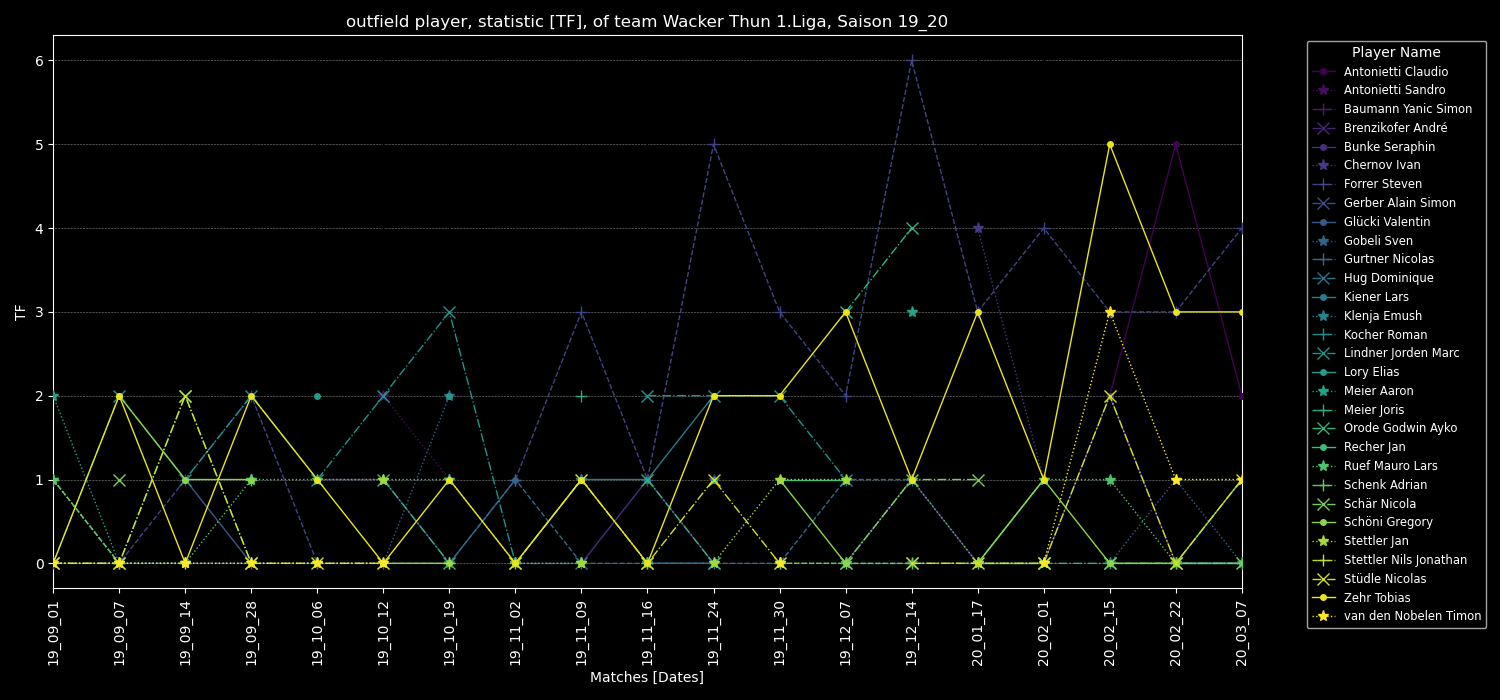 outfield player, statistic [TF], of team Wacker Thun 1.Liga, Saison 19_20
TF
6
5
4
3
2
1
0
19_09_01
19_09_07
19_09_14
19_09_28
19_10_06
19_10_12
19_10_19
19_11_02
19_11_09
19_11_16
19_11_24
19_11_30
19_12_07
19_12_14
20_01_17
20_02_01
20_02_15
20_02_22
20_03_07
Matches [Dates]
Player Name
Antonietti Claudio
Antonietti Sandro
Baumann Yanic Simon
Brenzikofer André
Bunke Seraphin
Chernov Ivan
Forrer Steven
Gerber Alain Simon
Glücki Valentin
Gobeli Sven
Gurtner Nicolas
Hug Dominique
Kiener Lars
Klenja Emush
Kocher Roman
Lindner Jorden Marc
Lory Elias
Meier Aaron
Meier Joris
Orode Godwin Ayko
Recher Jan
Ruef Mauro Lars
Schenk Adrian
Schär Nicola
Schöni Gregory
Stettler Jan
Stettler Nils Jonathan
Stüdle Nicolas
Zehr Tobias
van den Nobelen Timon